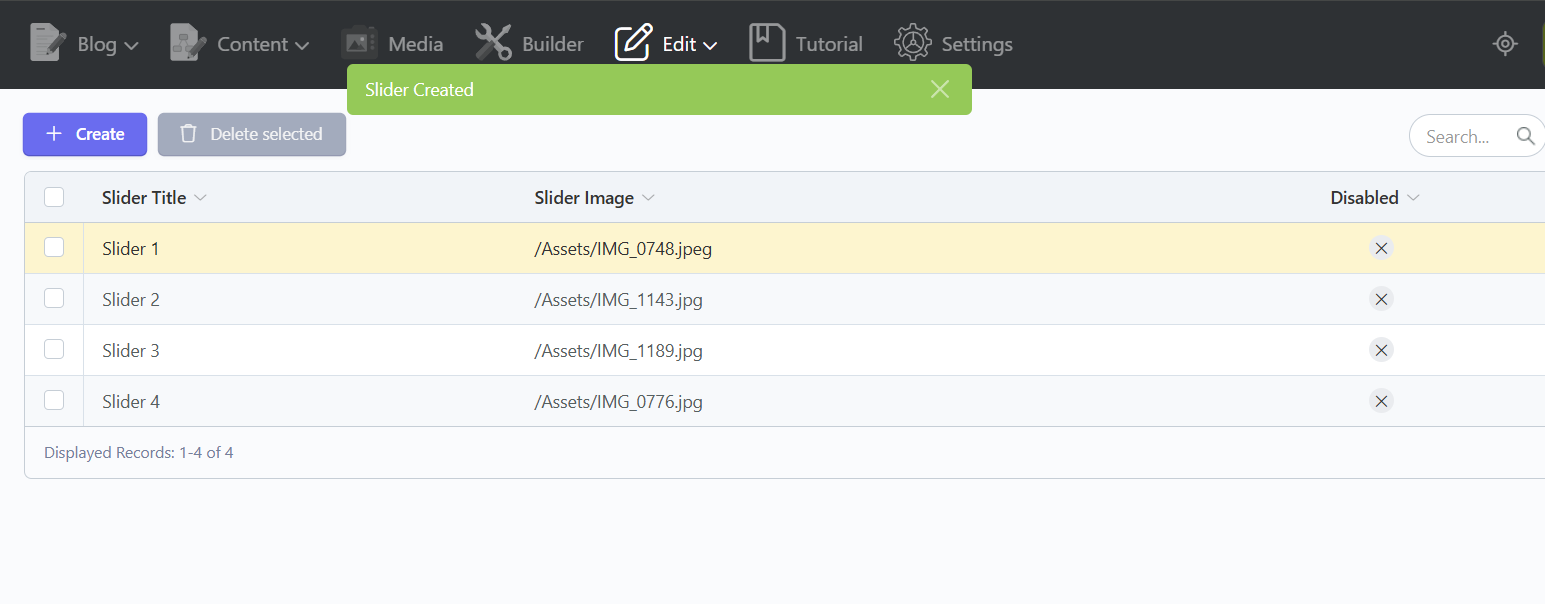 Blog Content Media Builder Edit Tutorial Settings
Slider Created
Create Delete selected Search...
Slider Title Slider Image Disabled
Slider 1 /Assets/IMG_0748.jpeg
Slider 2 /Assets/IMG_1143.jpg
Slider 3 /Assets/IMG_1189.jpg
Slider 4 /Assets/IMG_0776.jpg
Displayed Records: 1-4 of 4